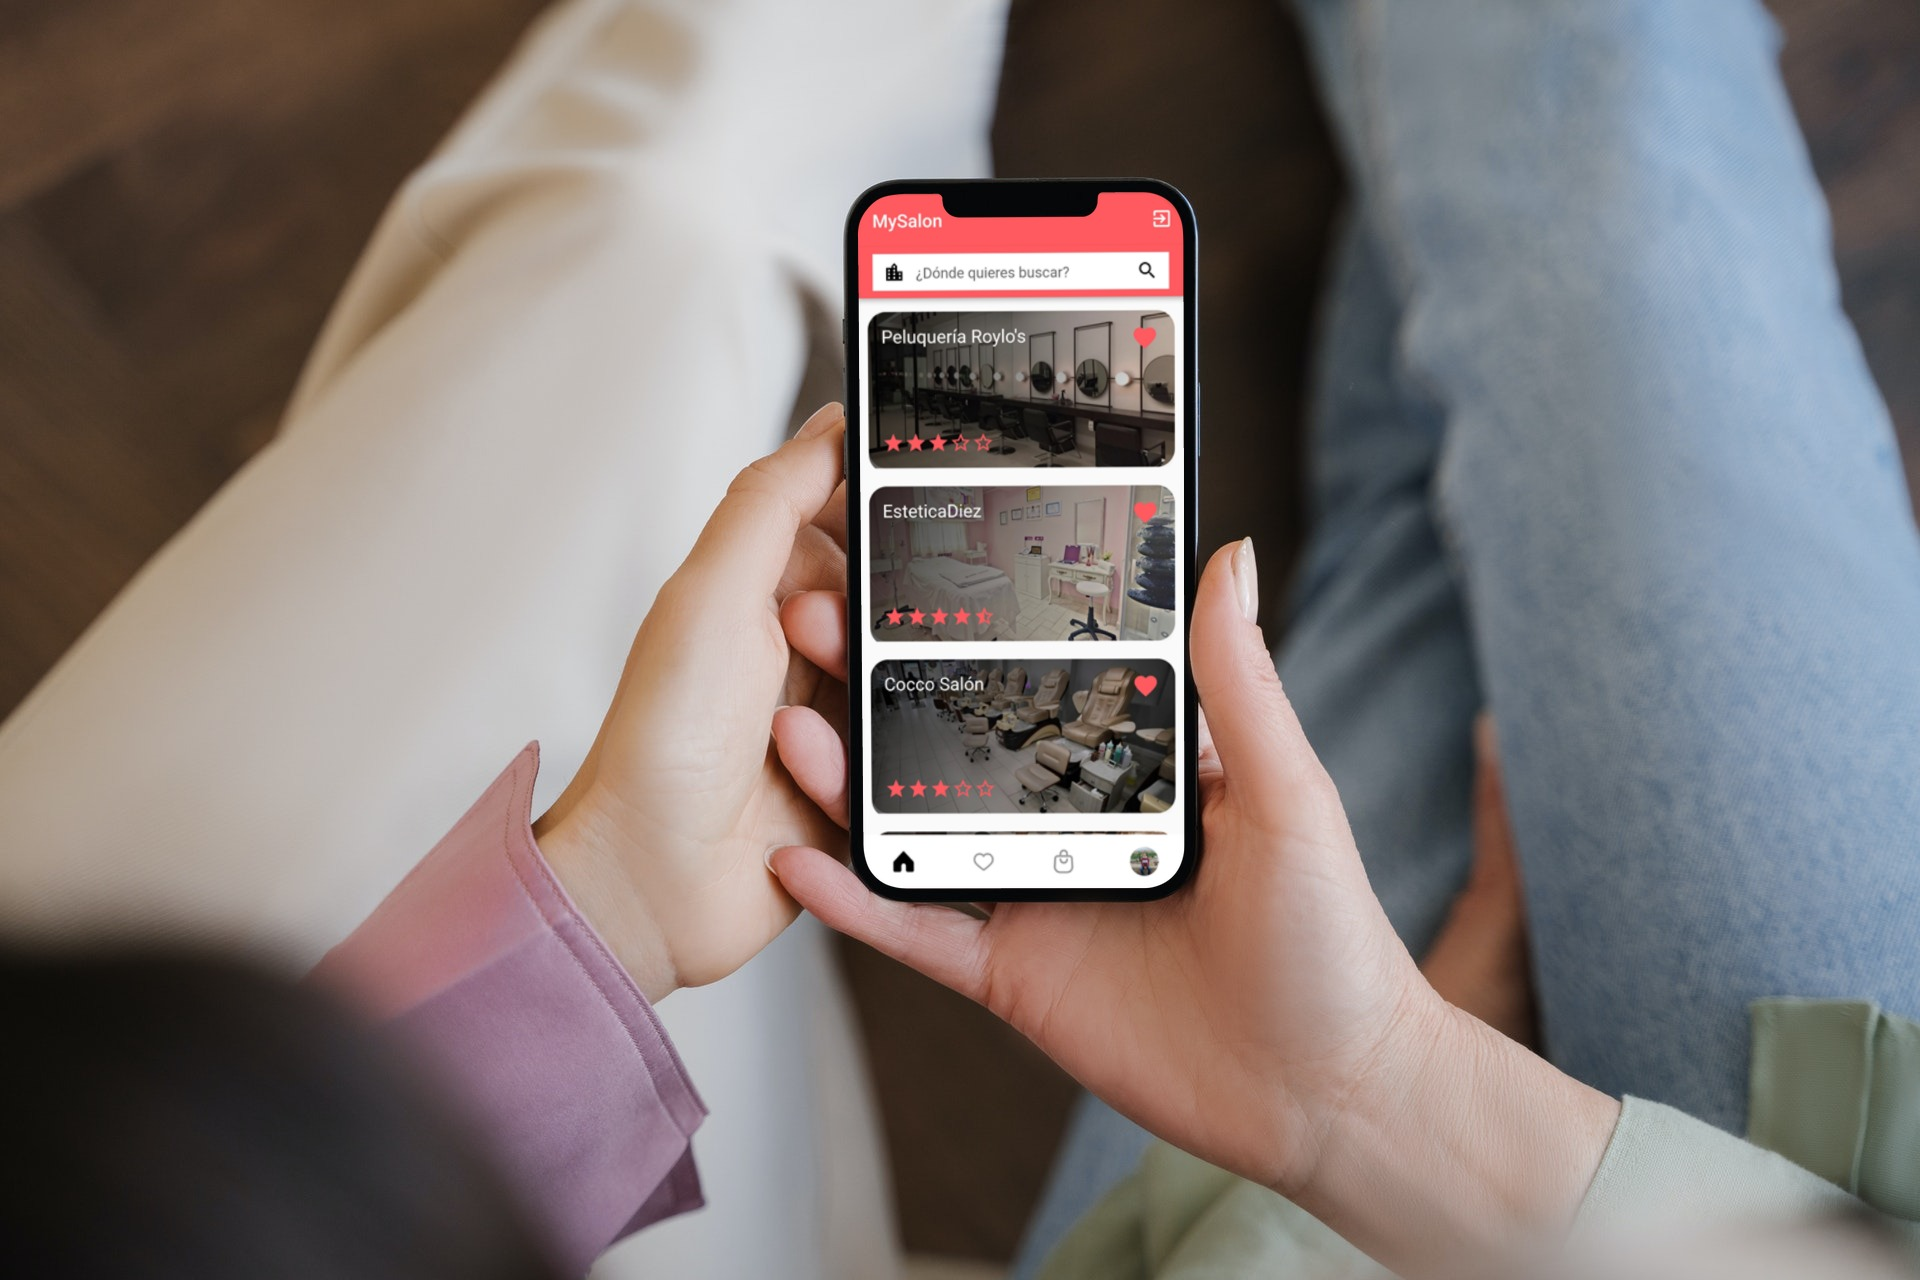 MySalon
¿Dónde quieres buscar?
Peluquería Roylo's
EsteticaDiez
Cocco Salón